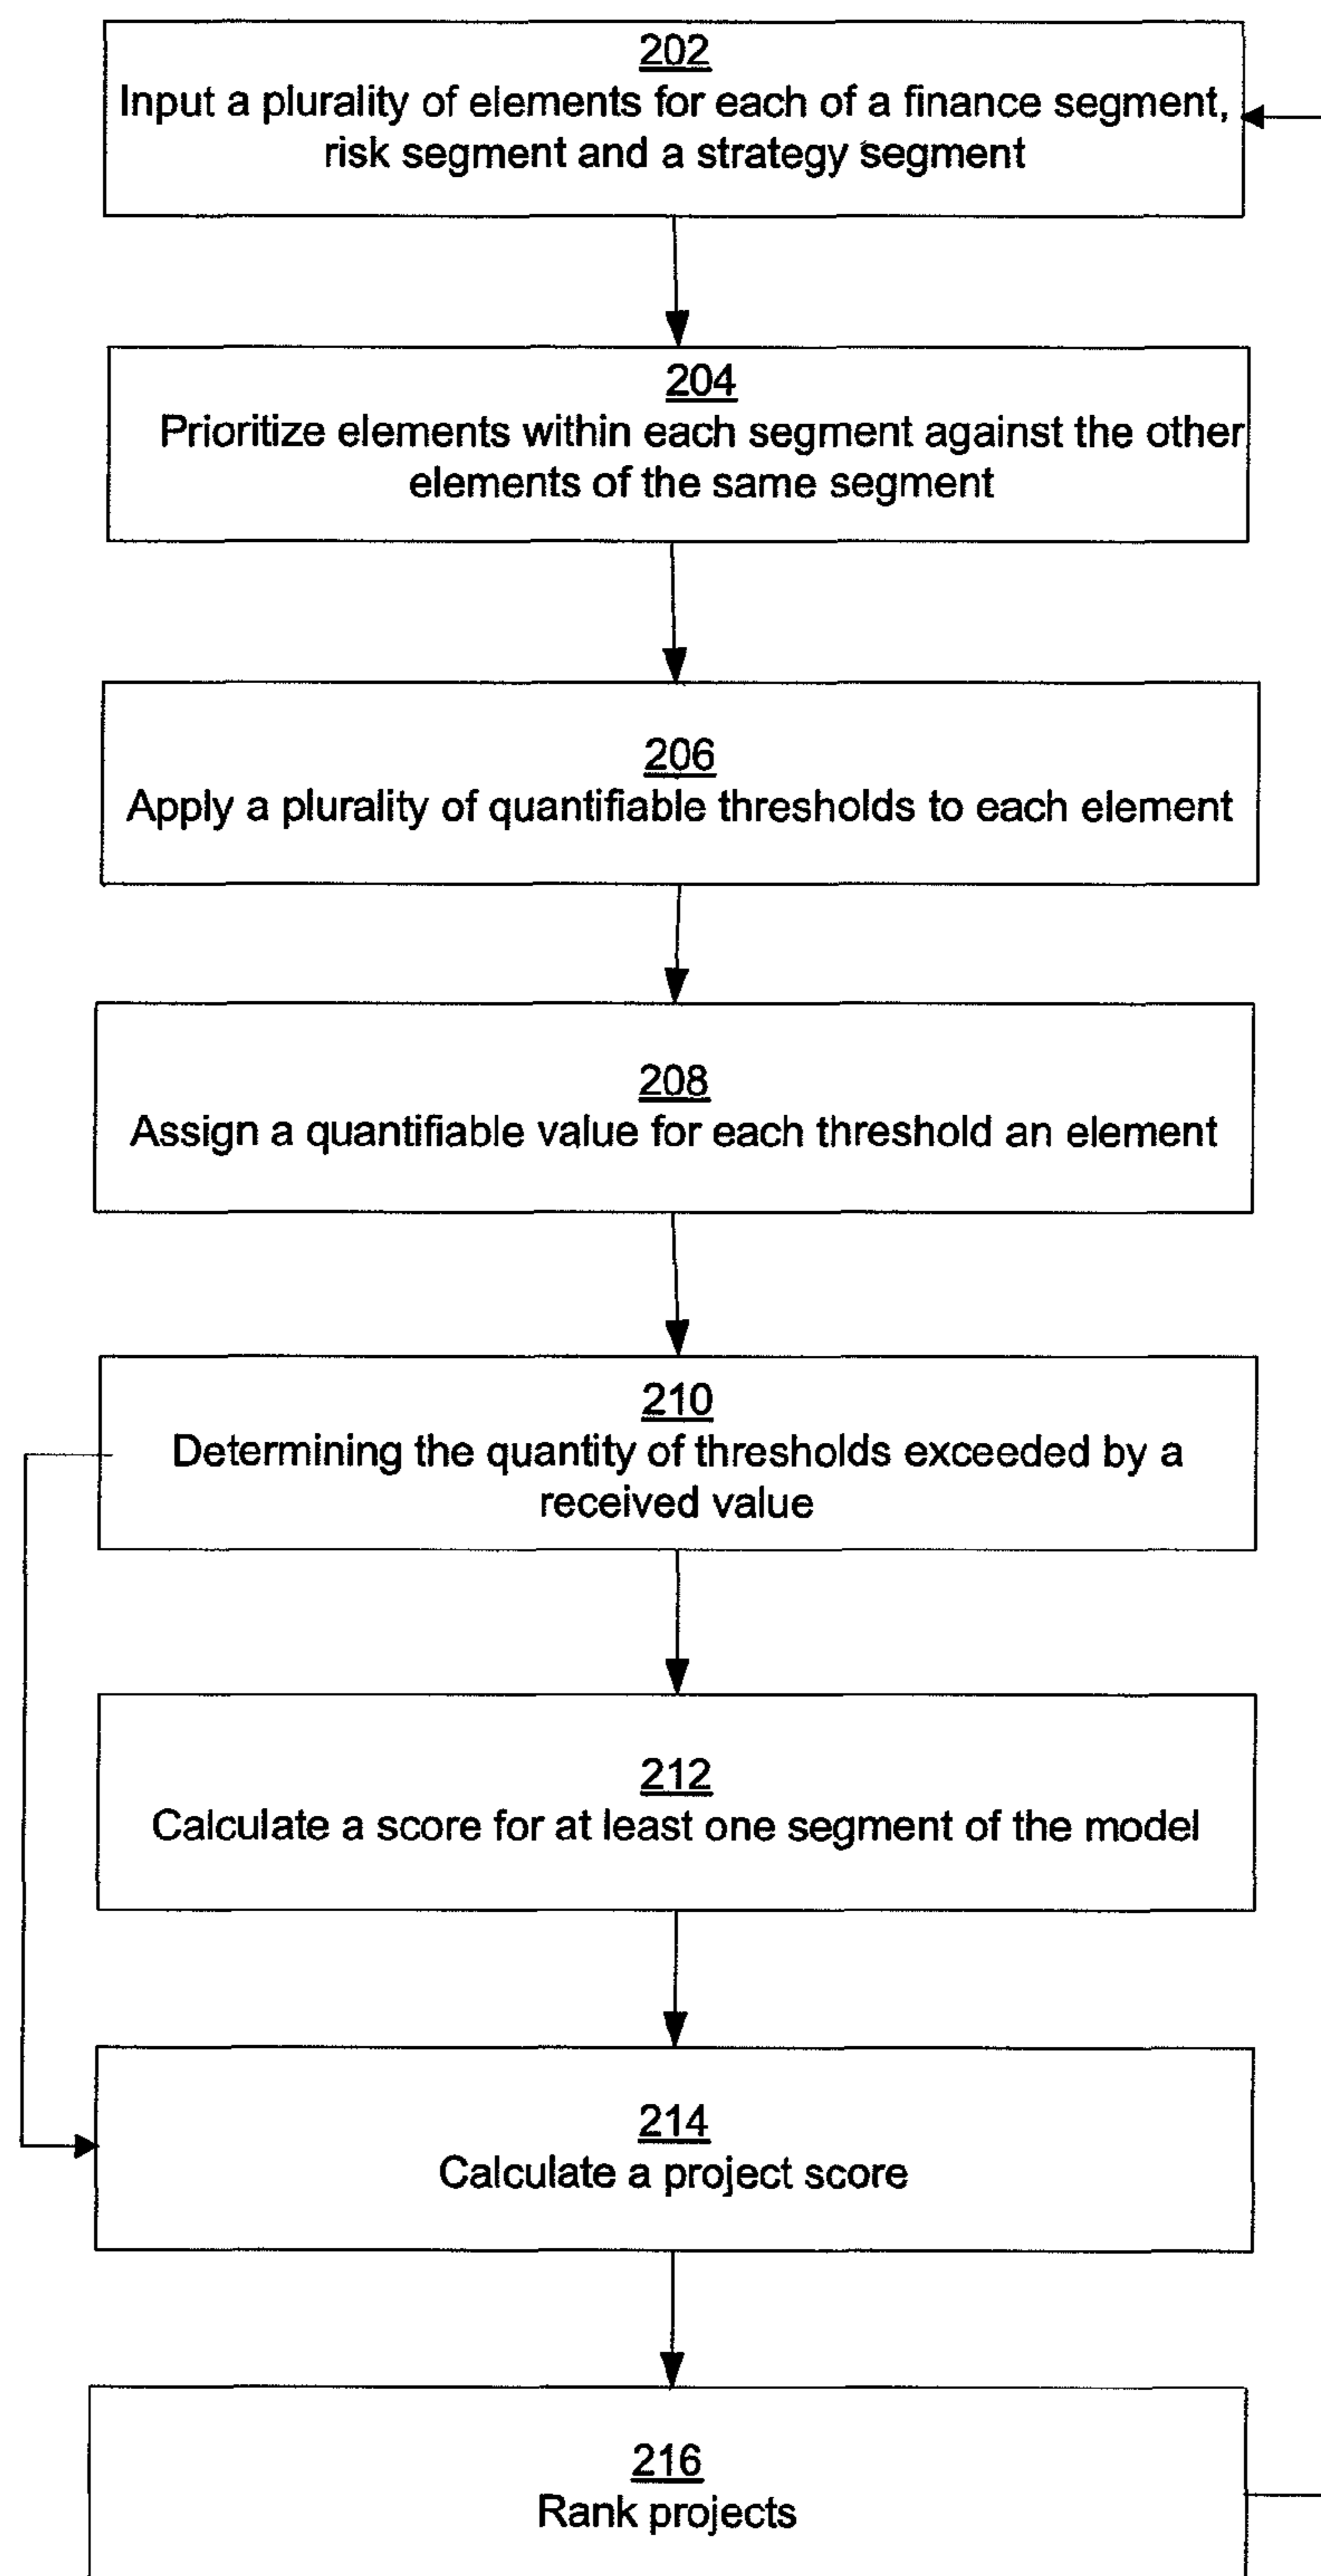 202
Input a plurality of elements for each of a finance segment,
risk segment and a strategy segment
204
Prioritize elements within each segment against the other
elements of the same segment
206
Apply a plurality of quantifiable thresholds to each element
208
Assign a quantifiable value for each threshold an element
210
Determining the quantity of thresholds exceeded by a
received value
212
Calculate a score for at least one segment of the model
214
Calculate a project score
216
Rank projects